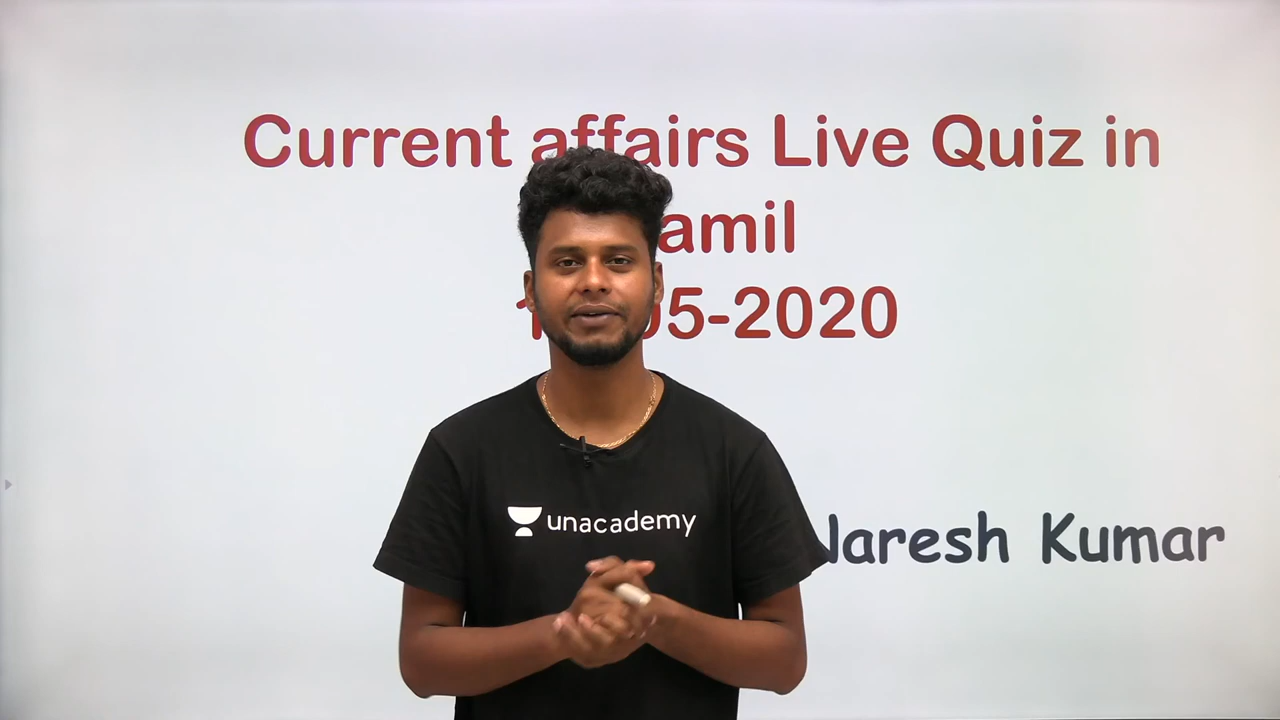 Current affairs Live Quiz in
amil
05-2020
unacademy
Naresh Kumar